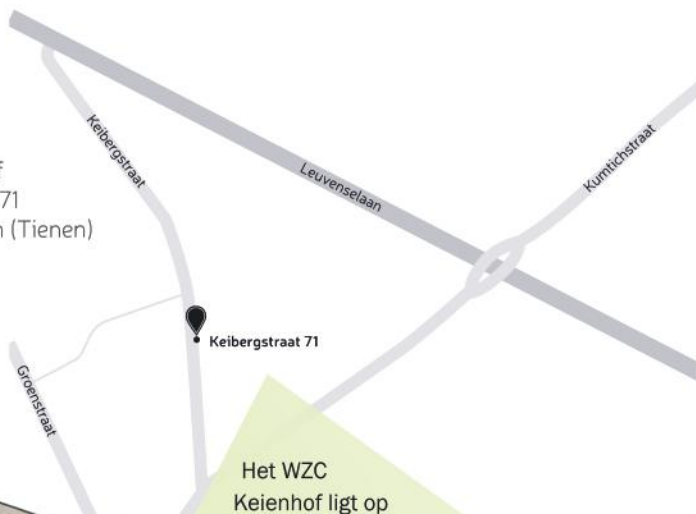 Keibergstraat
Leuvenselaan
Kumtichstraat
71
(Tienen)
Keibergstraat 71
Groenstraat
Het WZC
Keienhof ligt op